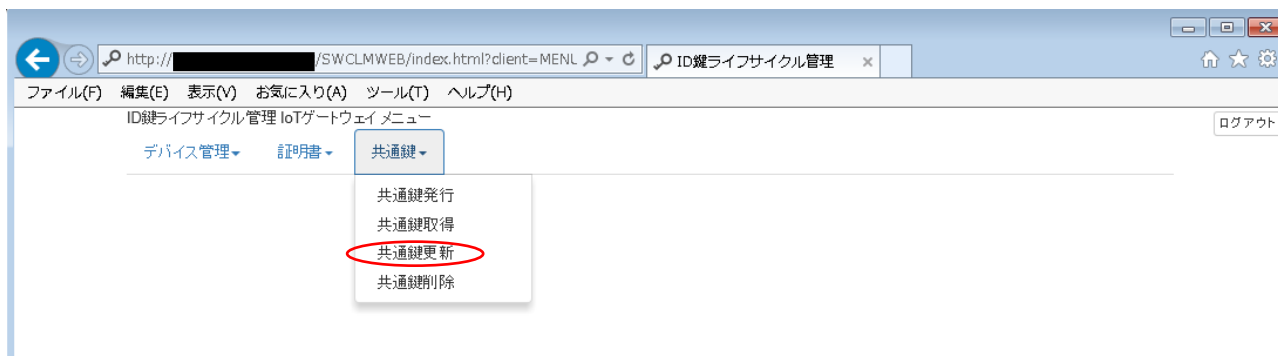 http:// /SWCLMWEB/index.html?client=MENU
ID鍵ライフサイクル管理
ファイル(F) 編集(E) 表示(V) お気に入り(A) ツール(T) ヘルプ(H)
ID鍵ライフサイクル管理 IoTゲートウェイ メニュー
ログアウト
デバイス管理 証明書 共通鍵
共通鍵発行
共通鍵取得
共通鍵更新
共通鍵削除